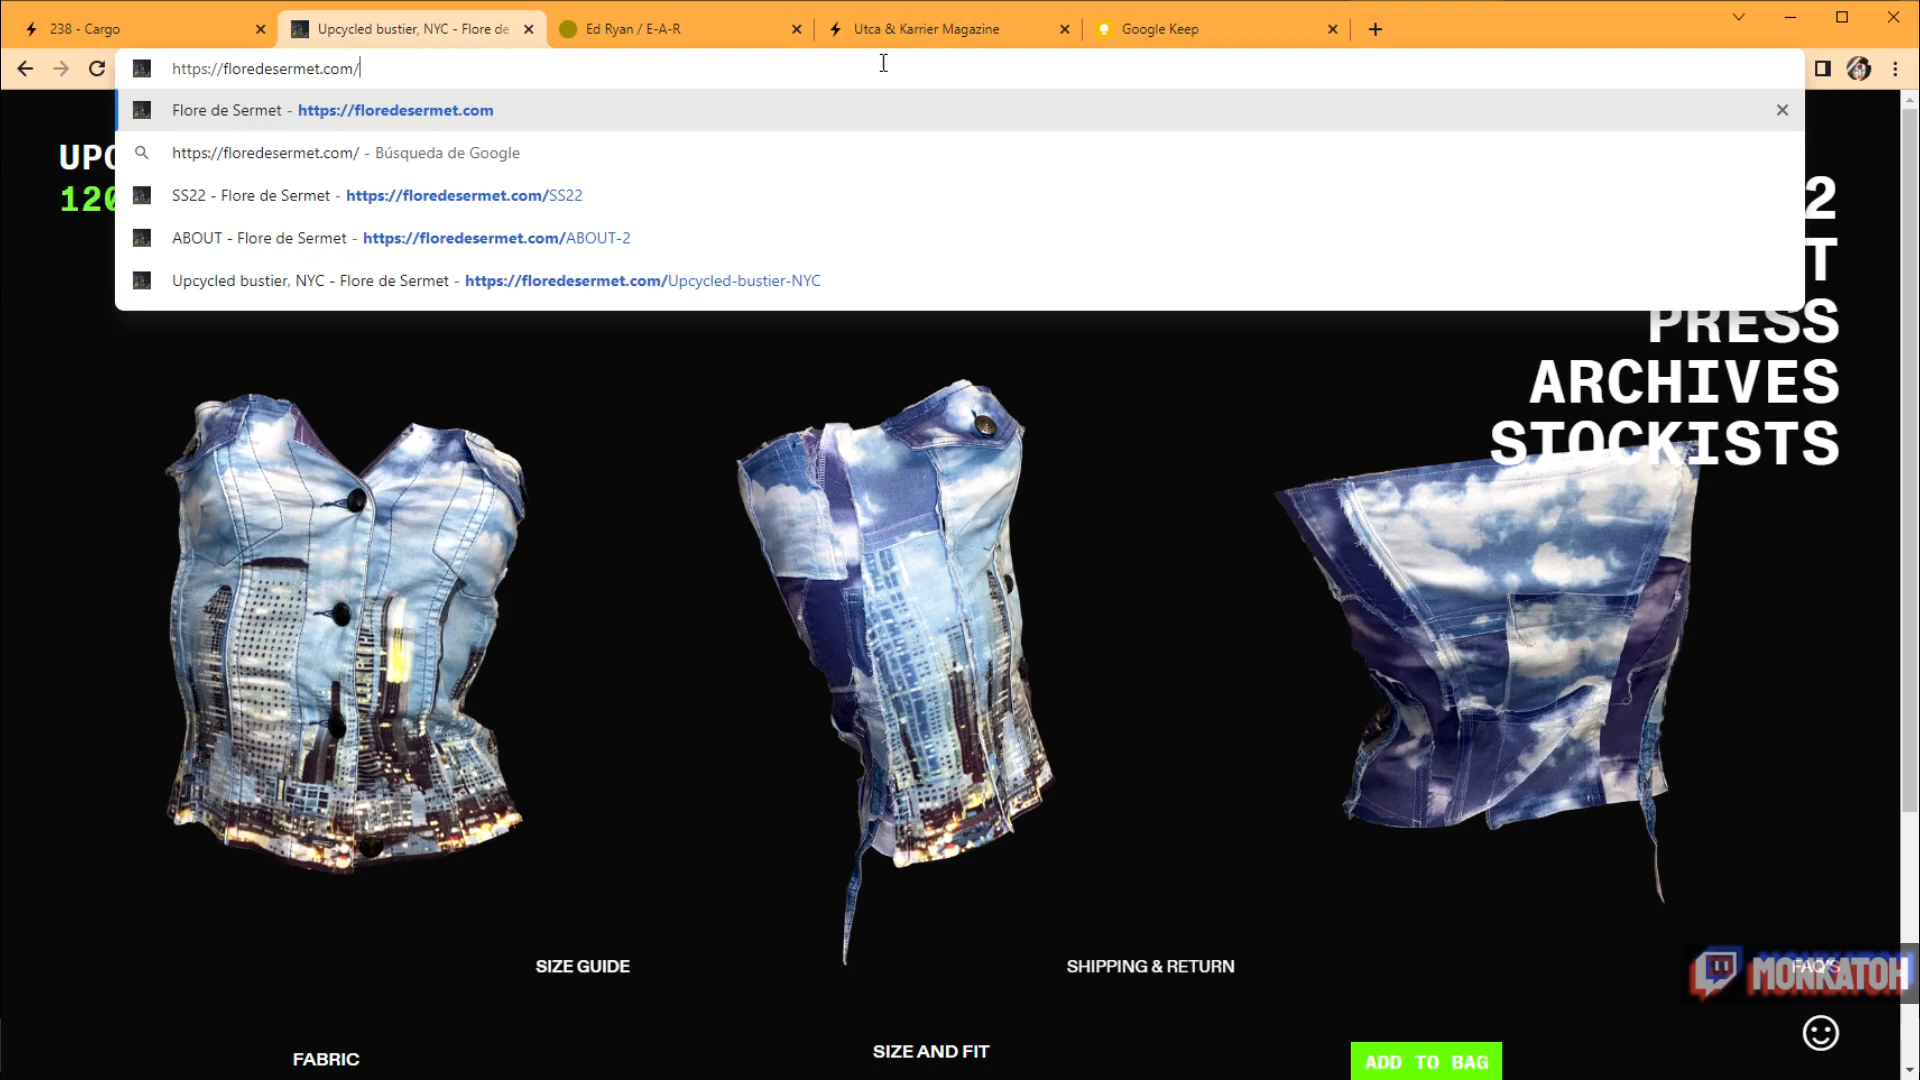 238 - Cargo
Upcycled bustier, NYC - Flore de
Ed Ryan / E-A-R
Utca & Karrier Magazine
Google Keep
https://floredesermet.com/
Flore de Sermet - https://floredesermet.com
https://floredesermet.com/ - Búsqueda de Google
SS22 - Flore de Sermet - https://floredesermet.com/SS22
ABOUT - Flore de Sermet - https://floredesermet.com/ABOUT-2
Upcycled bustier, NYC - Flore de Sermet - https://floredesermet.com/Upcycled-bustier-NYC
UPC
120
2
T
PRESS
ARCHIVES
STOCKISTS
SIZE GUIDE
SHIPPING & RETURN
FAQ'S
MONKATOH
FABRIC
SIZE AND FIT
ADD TO BAG